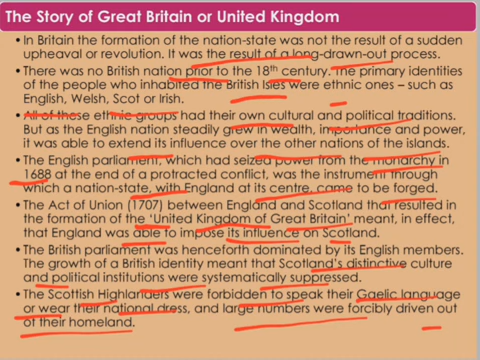 The Story of Great Britain or United Kingdom
• In Britain the formation of the nation-state was not the result of a sudden
upheaval or revolution. It was the result of a long-drawn-out process.
• There was no British nation prior to the 18th century. The primary identities
of the people who inhabited the British Isles were ethnic ones – such as
English, Welsh, Scot or Irish.
• All of these ethnic groups had their own cultural and political traditions.
But as the English nation steadily grew in wealth, importance and power,
it was able to extend its influence over the other nations of the islands.
• The English parliament, which had seized power from the monarchy in
1688 at the end of a protracted conflict, was the instrument through
which a nation-state, with England at its centre, came to be forged.
• The Act of Union (1707) between England and Scotland that resulted in
the formation of the ‘United Kingdom of Great Britain’ meant, in effect,
that England was able to impose its influence on Scotland.
• The British parliament was henceforth dominated by its English members.
The growth of a British identity meant that Scotland’s distinctive culture
and political institutions were systematically suppressed.
• The Scottish Highlanders were forbidden to speak their Gaelic language
or wear their national dress, and large numbers were forcibly driven out
of their homeland.